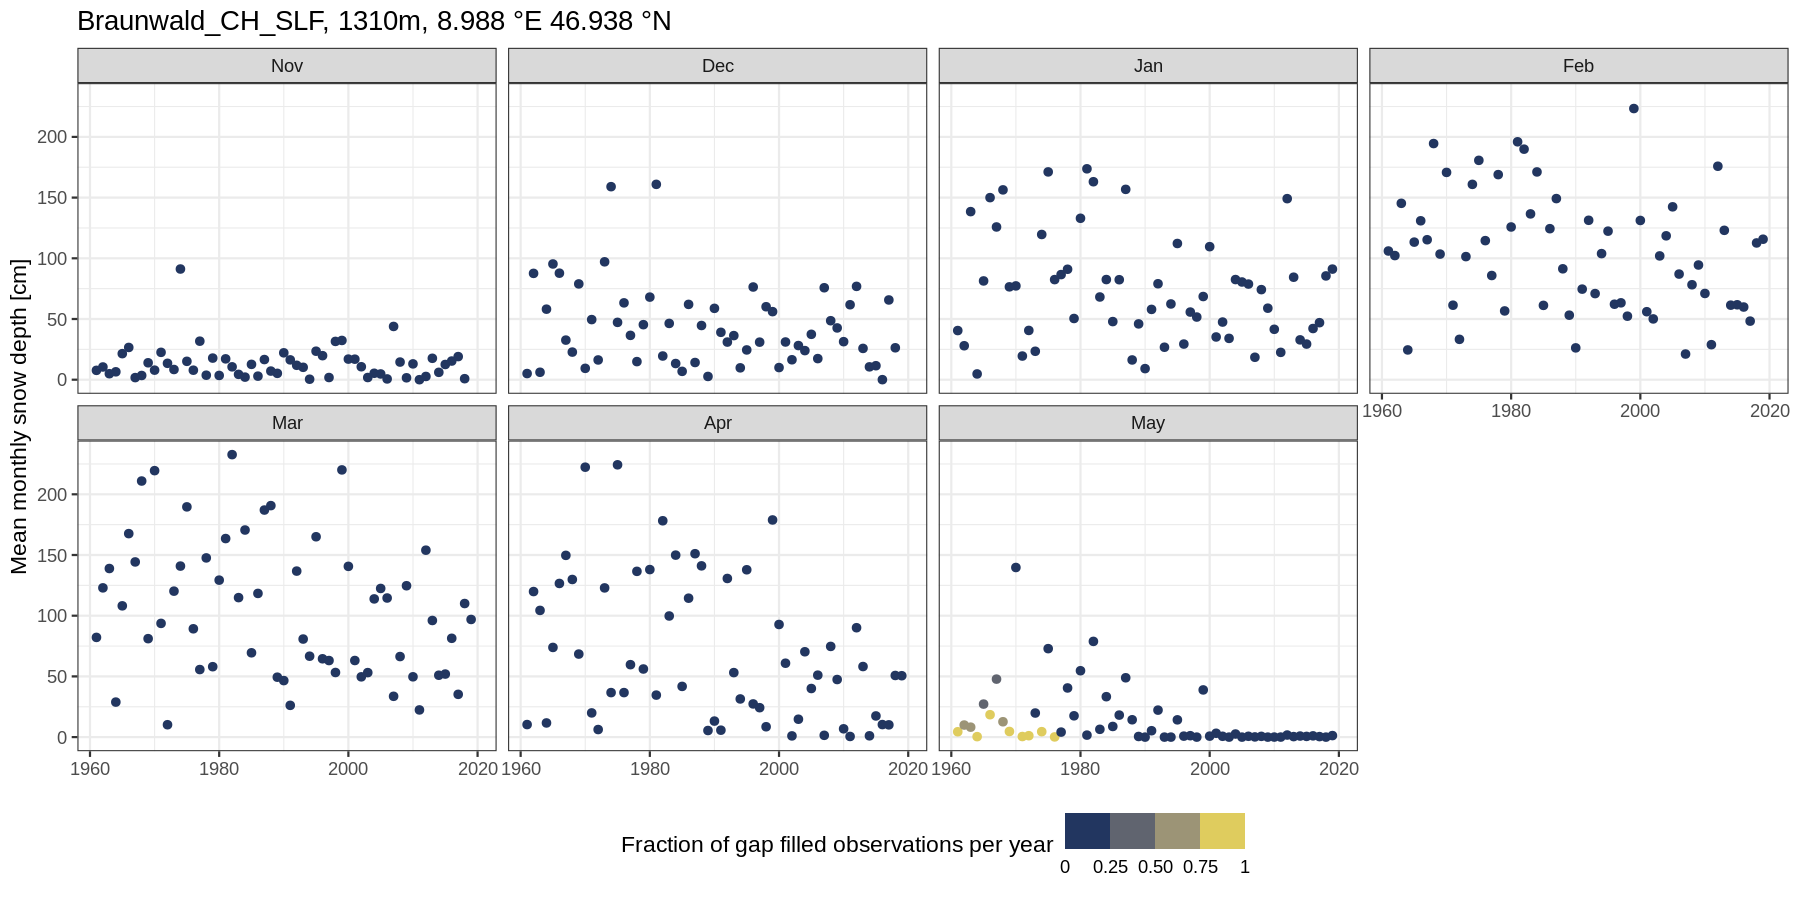 Braunwald_CH_SLF, 1310m, 8.988 °E 46.938 °N
Nov Dec Jan Feb
200
150
100
50
0
1960 1980 2000 2020
Mar Apr May
200
150
100
50
0
1960 1980 2000 2020 1960 1980 2000 2020 1960 1980 2000 2020
Mean monthly snow depth [cm]
Fraction of gap filled observations per year
0 0.25 0.50 0.75 1